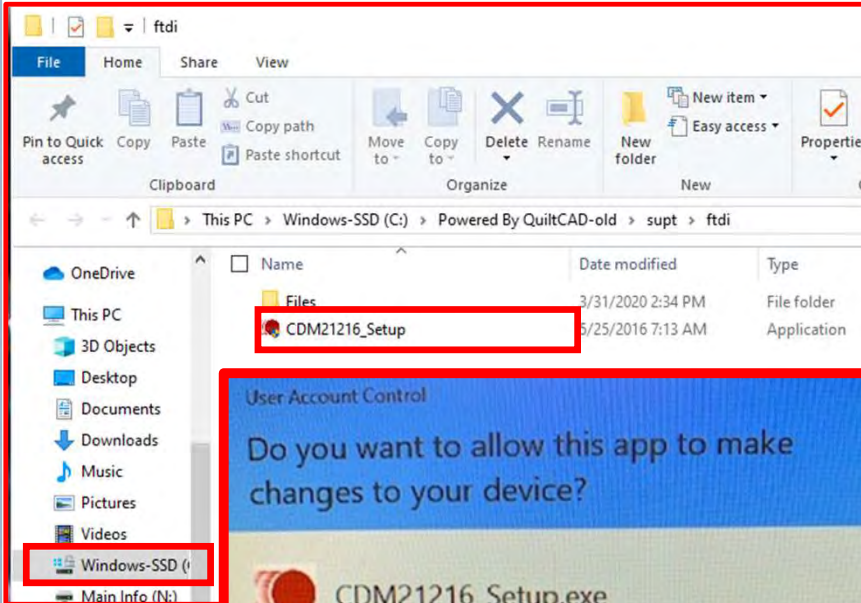 ftdi
File Home Share View
Pin to Quick access
Copy
Paste
Cut
Copy path
Paste shortcut
Clipboard
Move to
Copy to
Delete
Rename
Organize
New folder
New item
Easy access
New
Propertie
This PC > Windows-SSD (C:) > Powered By QuiltCAD-old > supt > ftdi
Name Date modified Type
Files 3/31/2020 2:34 PM File folder
CDM21216_Setup /25/2016 7:13 AM Application
OneDrive
This PC
3D Objects
Desktop
Documents
Downloads
Music
Pictures
Videos
Windows-SSD (
Main Info (N:)
User Account Control
Do you want to allow this app to make
changes to your device?
CDM21216_Setup.exe